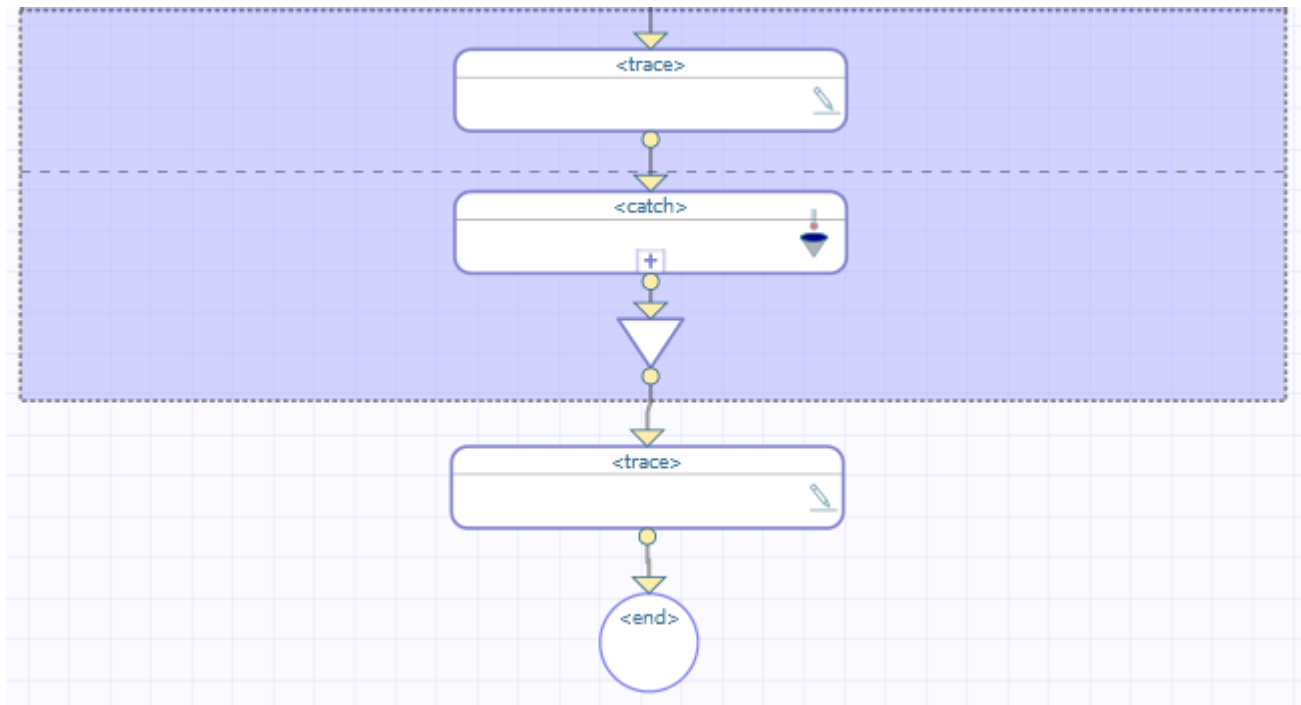 <trace>
<catch>
+
<trace>
<end>